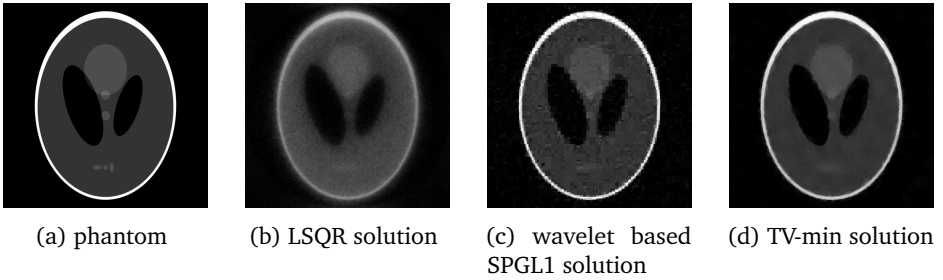 (a) phantom
(b) LSQR solution
(c) wavelet based
SPGL1 solution
(d) TV-min solution